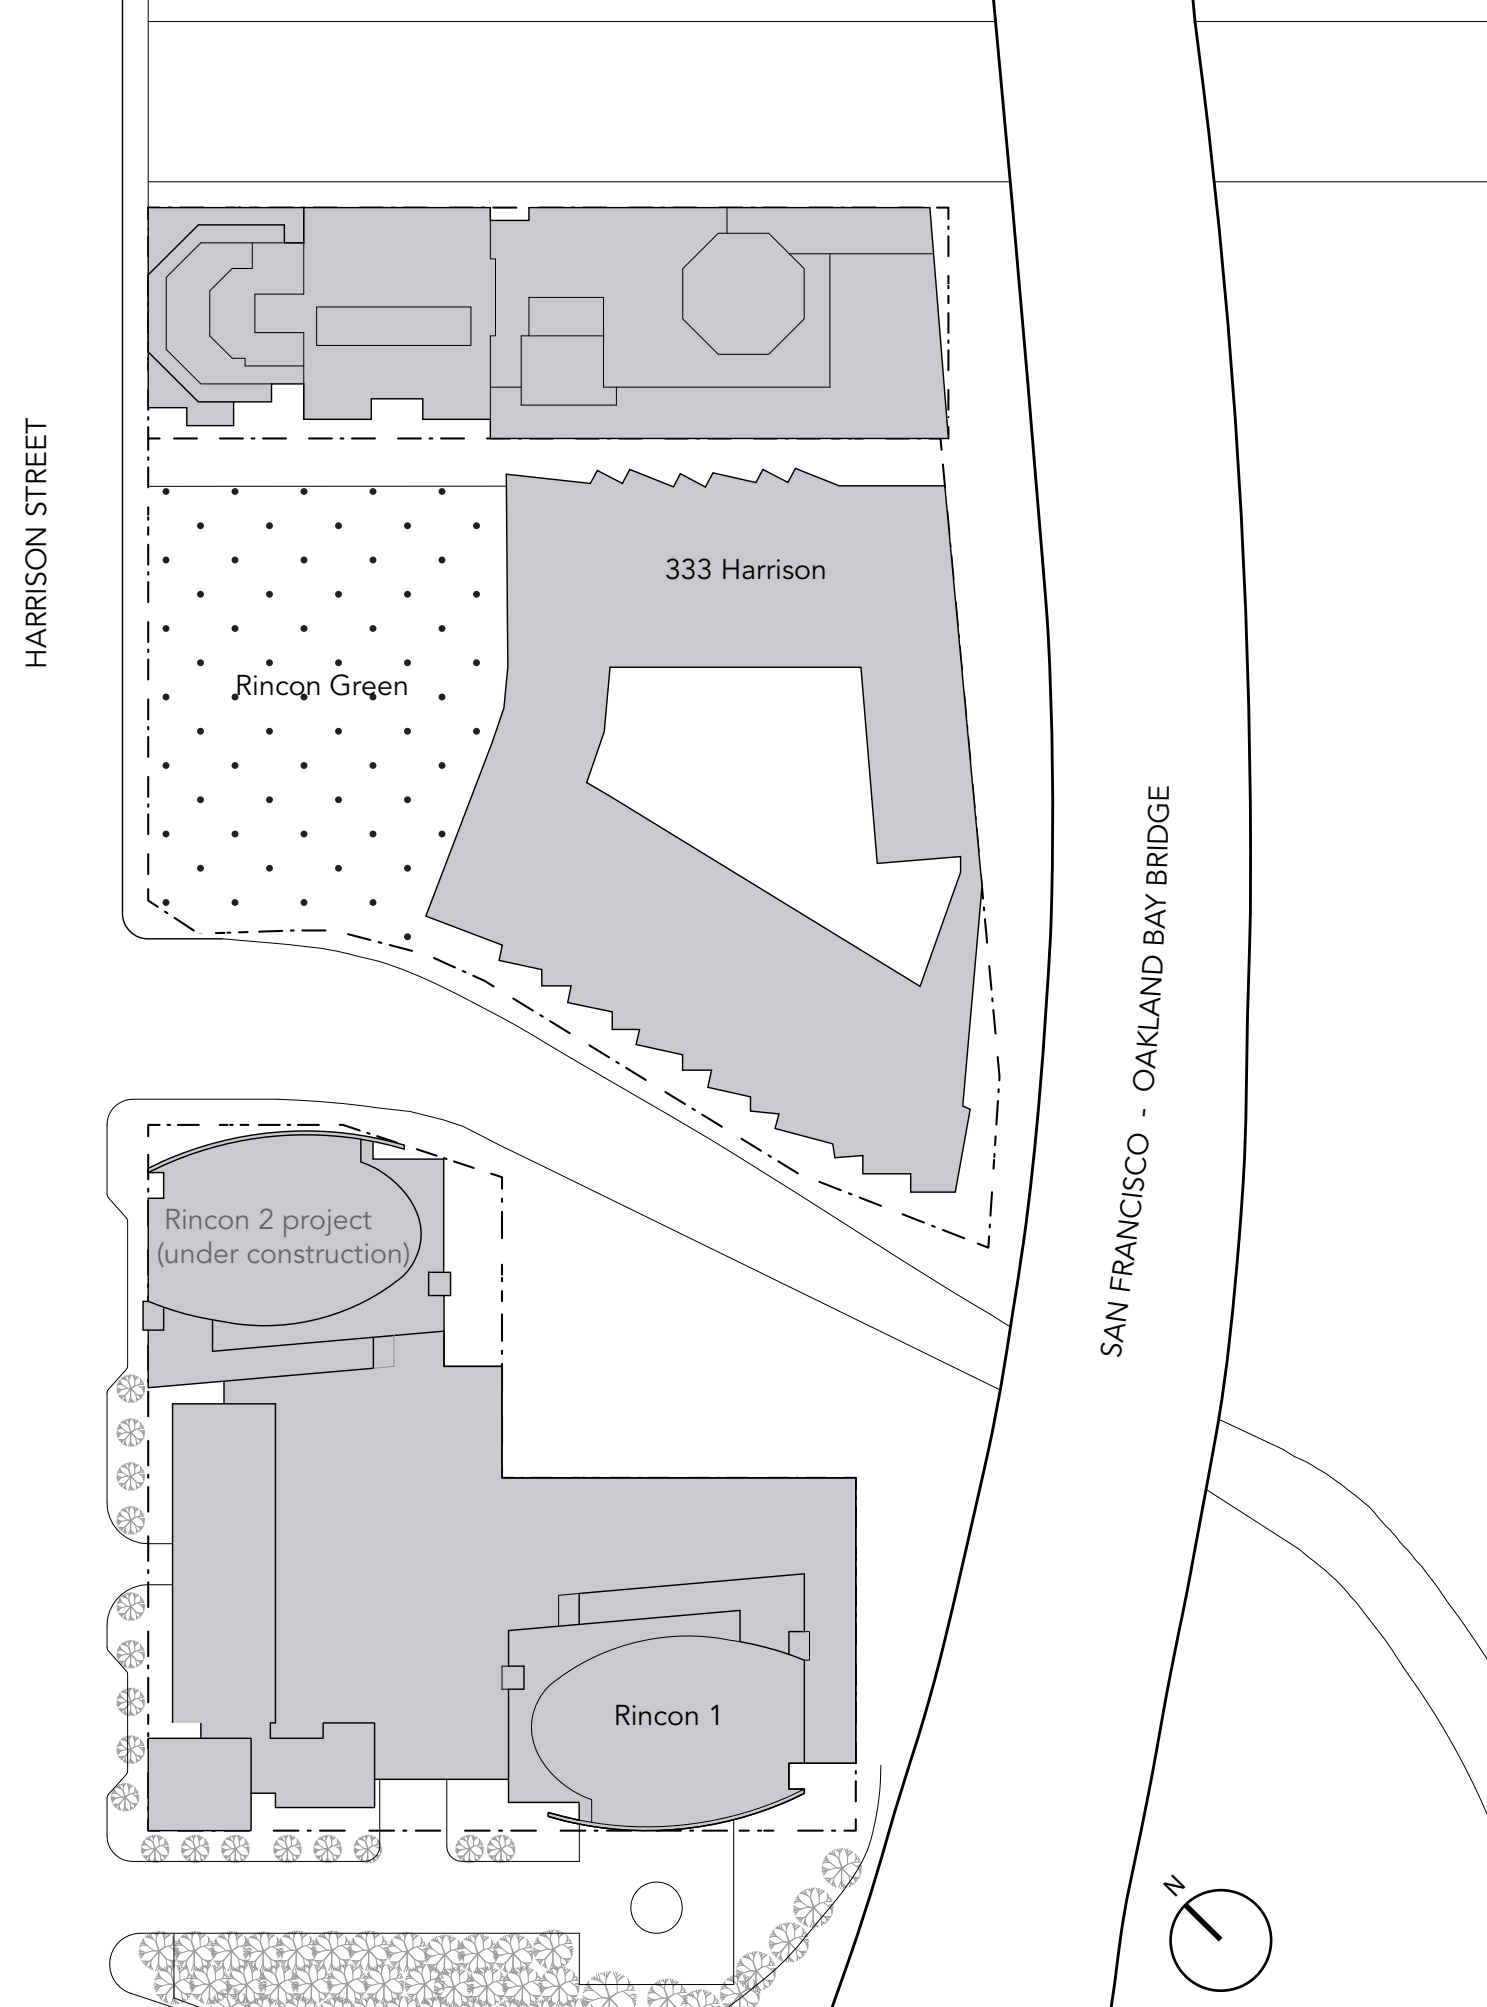 HARRISON STREET
333 Harrison
Rincon Green
SAN FRANCISCO - OAKLAND BAY BRIDGE
Rincon 2 project
(under construction)
Rincon 1
N